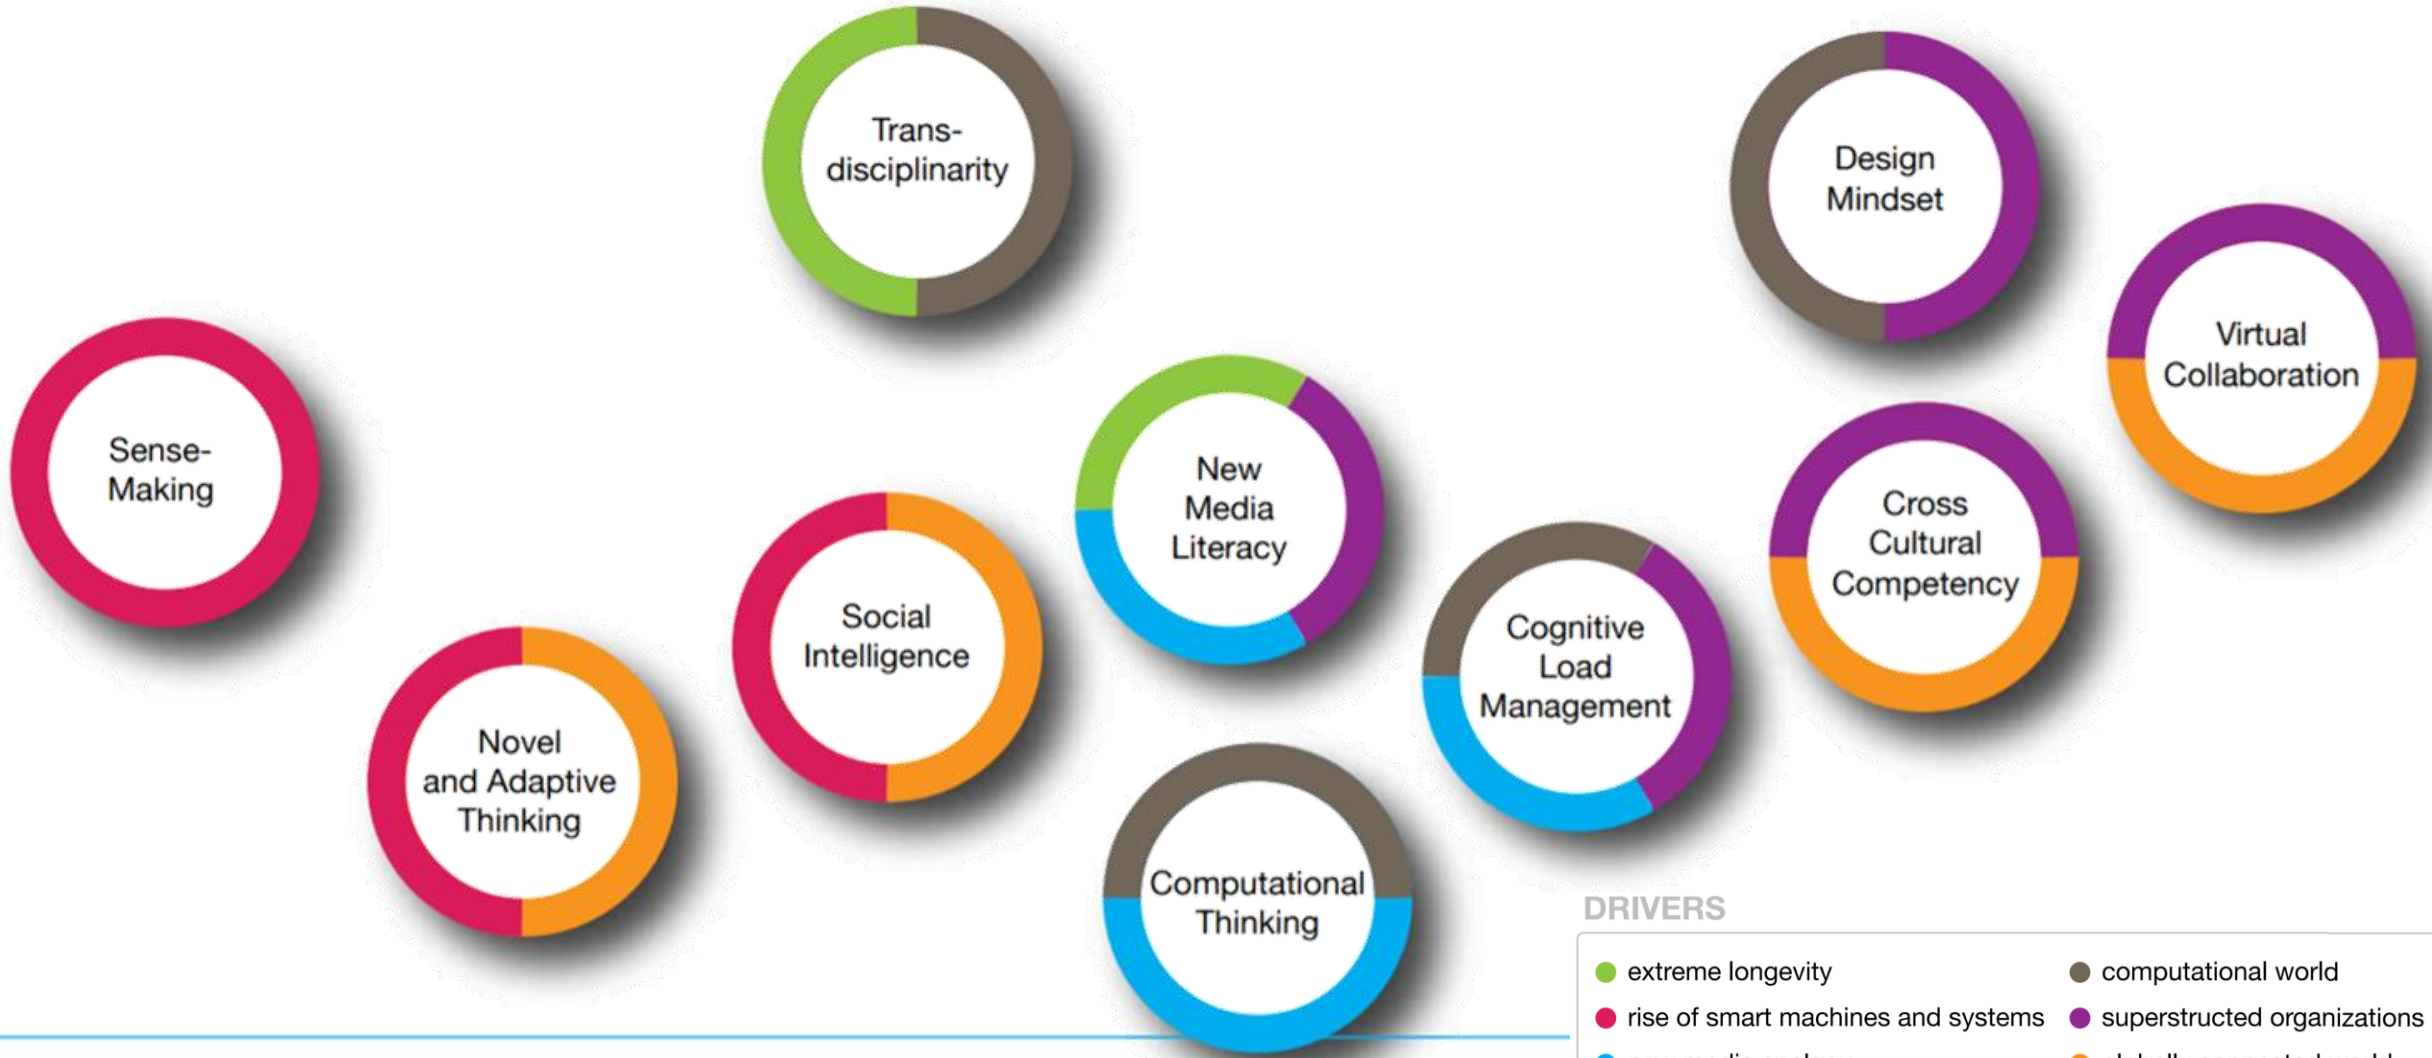 Trans-
disciplinarity
Design
Mindset
Virtual
Collaboration
Sense-
Making
New
Media
Literacy
Cross
Cultural
Competency
Social
Intelligence
Cognitive
Load
Management
Novel
and Adaptive
Thinking
Computational
Thinking
DRIVERS
extreme longevity
computational world
rise of smart machines and systems
superstructed organizations